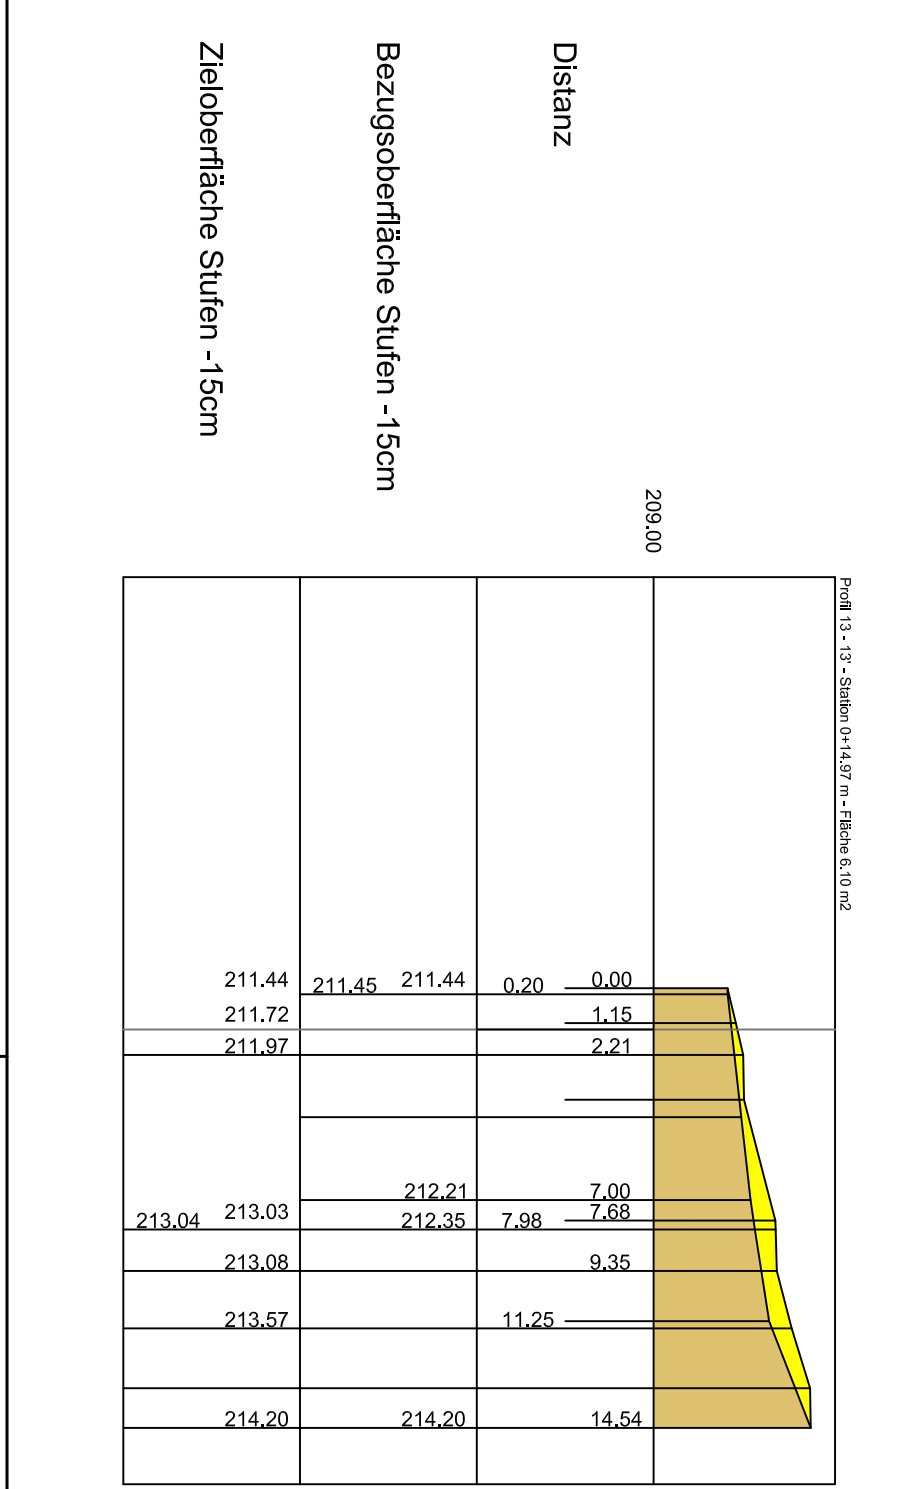 Profil 13 - 13' - Station 0+14.97 m - Fläche 6.10 m2
209.00
Distanz
Bezugsoberfläche Stufen -15cm
Zieloberfläche Stufen -15cm
211.44 211.45 211.44 0.20 0.00
211.72 1.15
211.97 2.21
212.21 7.00
213.04 213.03 212.35 7.98 7.68
213.08 9.35
213.57 11.25
214.20 214.20 14.54